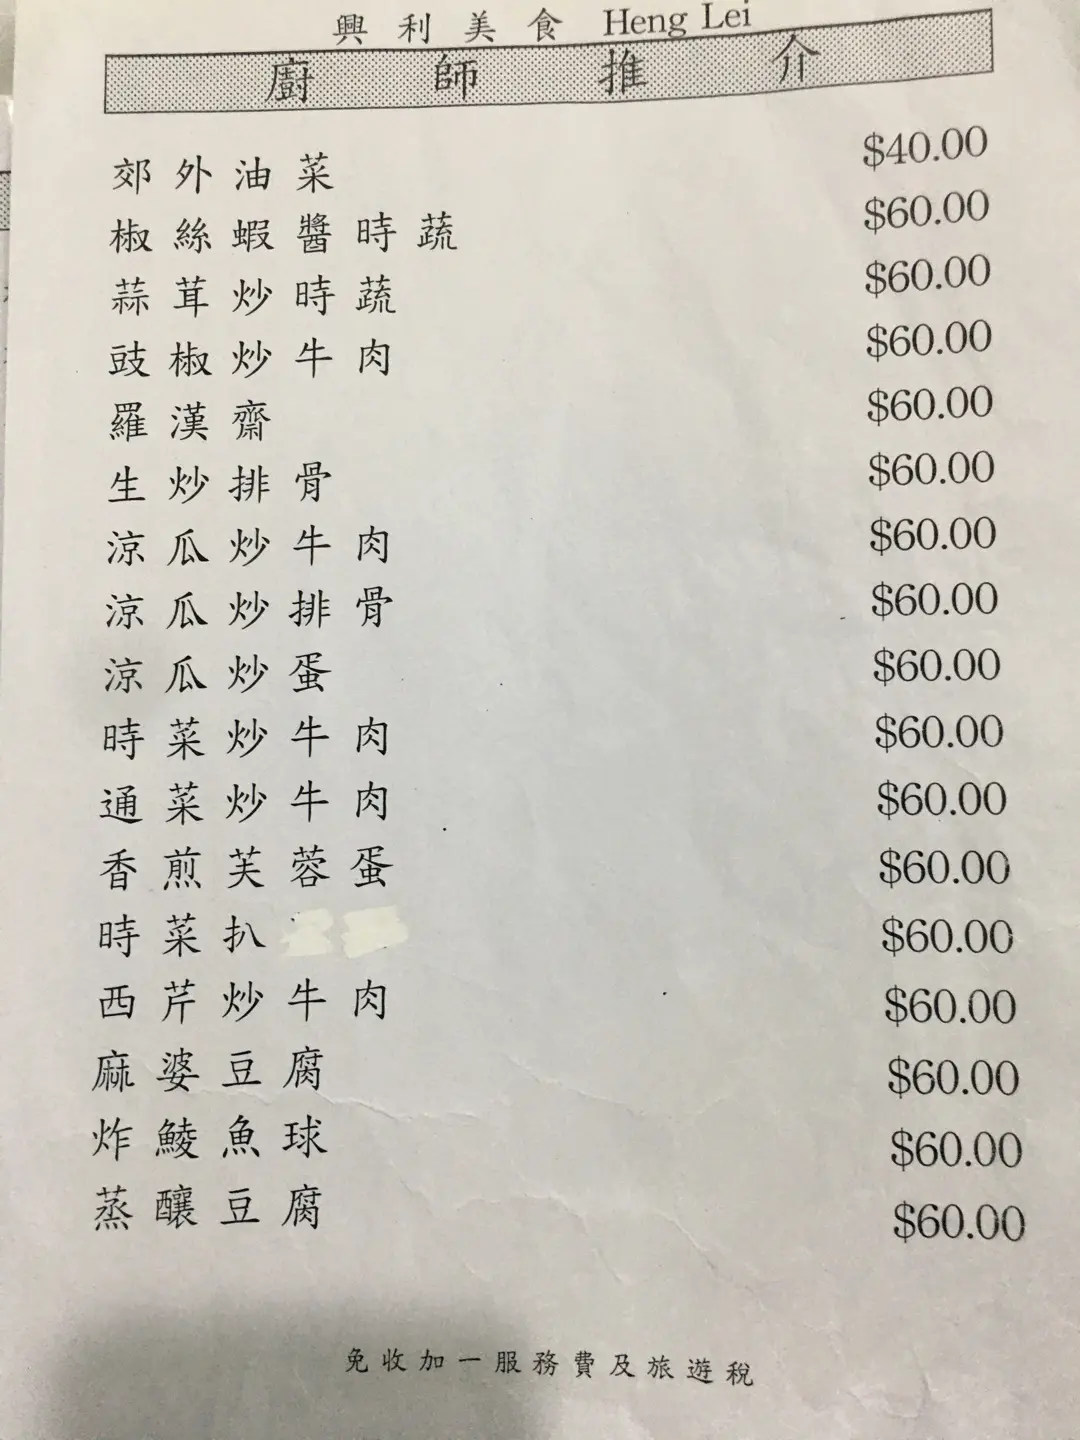 興利美食 Heng Lei
廚師推介
郊外油菜 $40.00
椒絲蝦醬時蔬 $60.00
蒜茸炒時蔬 $60.00
豉椒炒牛肉 $60.00
羅漢齋 $60.00
生炒排骨 $60.00
涼瓜炒牛肉 $60.00
涼瓜炒排骨 $60.00
涼瓜炒蛋 $60.00
時菜炒牛肉 $60.00
通菜炒牛肉 $60.00
香煎芙蓉蛋 $60.00
時菜扒 $60.00
西芹炒牛肉 $60.00
麻婆豆腐 $60.00
炸鯪魚球 $60.00
蒸釀豆腐 $60.00
免收加一服務費及旅遊稅